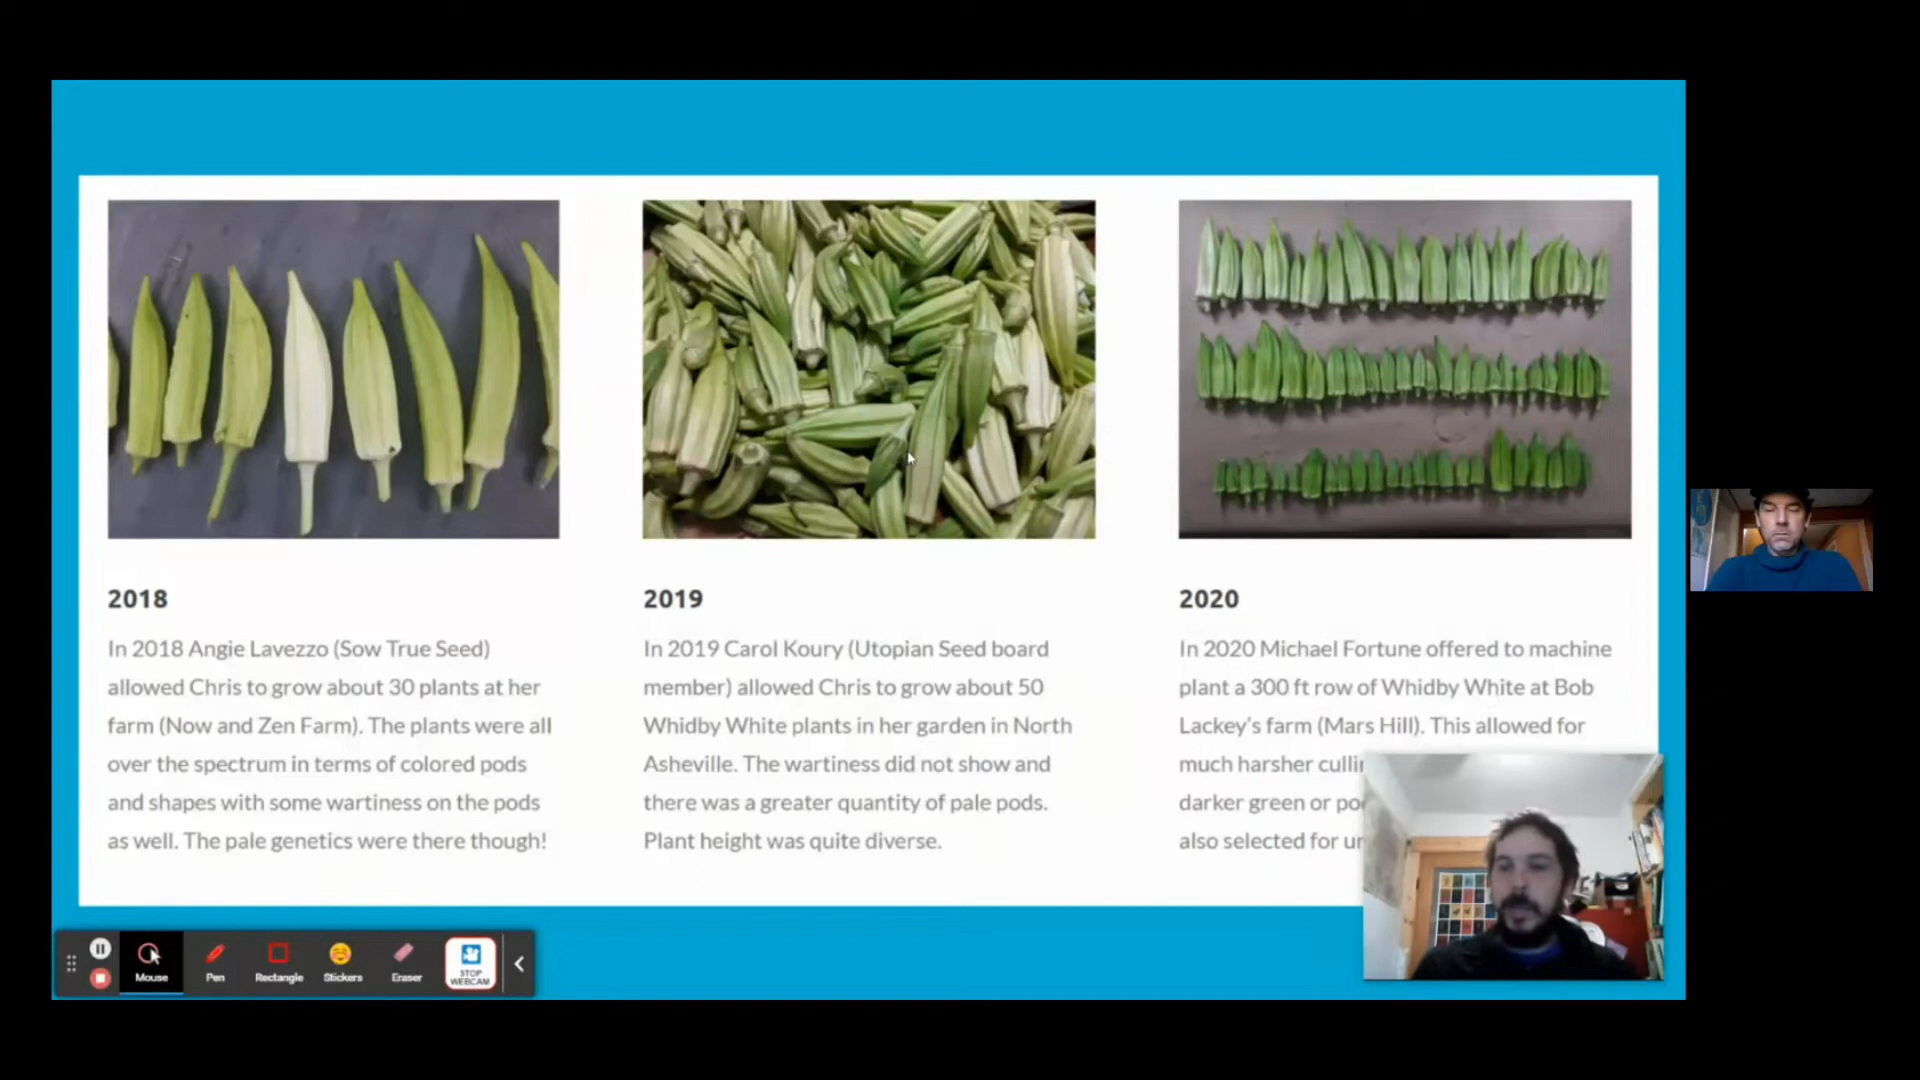 2018
In 2018 Angie Lavezzo (Sow True Seed)
allowed Chris to grow about 30 plants at her
farm (Now and Zen Farm). The plants were all
over the spectrum in terms of colored pods
and shapes with some wartiness on the pods
as well. The pale genetics were there though!
2019
In 2019 Carol Koury (Utopian Seed board
member) allowed Chris to grow about 50
Whidby White plants in her garden in North
Asheville. The wartiness did not show and
there was a greater quantity of pale pods.
Plant height was quite diverse.
2020
In 2020 Michael Fortune offered to machine
plant a 300 ft row of Whidby White at Bob
Lackey's farm (Mars Hill). This allowed for
much harsher
darker green or
also selected for
Mouse
Pen
Rectangle
Stickers
Eraser
STOP
WEBCAM